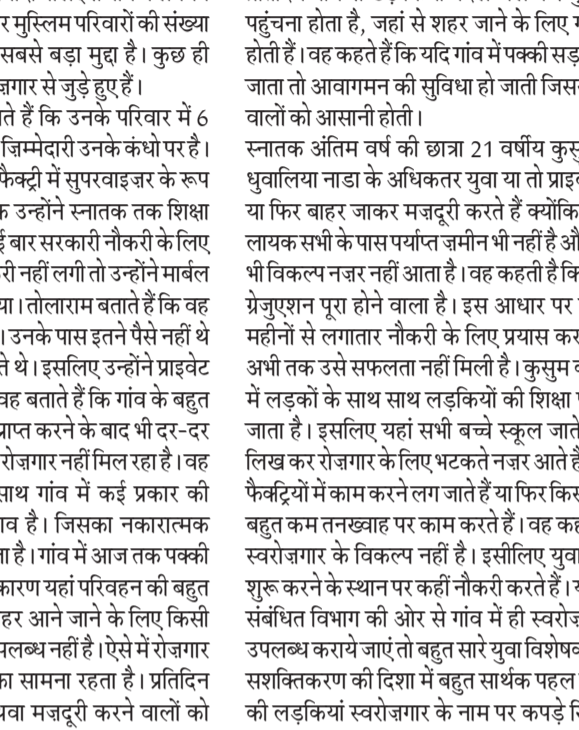 मुस्लिम परिवारों की संख्या
सबसे बड़ा मुद्दा है। कुछ ही
से जुड़े हुए हैं।
हैं कि उनके परिवार में 6
ज़िम्मेदारी उनके कंधो पर है।
फैक्ट्री में सुपरवाइज़र के रूप
उन्होंने स्नातक तक शिक्षा
बार सरकारी नौकरी के लिए
नहीं लगी तो उन्होंने मार्बल
तोलाराम बताते हैं कि वह
। उनके पास इतने पैसे नहीं थे
थे। इसलिए उन्होंने प्राइवेट
वह बताते हैं कि गांव के बहुत
प्राप्त करने के बाद भी दर-दर
रोज़गार नहीं मिल रहा है। वह
साथ गांव में कई प्रकार की
है। जिसका नकारात्मक
है। गांव में आज तक पक्की
कारण यहां परिवहन की बहुत
आने जाने के लिए किसी
नहीं है। ऐसे में रोज़गार
का सामना रहता है। प्रतिदिन
मज़दूरी करने वालों को
पहुंचना होता है, जहां से शहर जाने के लिए
होती हैं। वह कहते हैं कि यदि गांव में पक्की
जाता तो आवागमन की सुविधा हो जाती
वालों को आसानी होती।
स्नातक अंतिम वर्ष की छात्रा 21 वर्षीय
धुवालिया नाडा के अधिकतर युवा या तो
या फिर बाहर जाकर मज़दूरी करते हैं क्योंकि
लायक सभी के पास पर्याप्त ज़मीन भी नहीं है
भी विकल्प नज़र नहीं आता है। वह कहती है कि
ग्रेजुएशन पूरा होने वाला है। इस आधार पर
महीनों से लगातार नौकरी के लिए प्रयास
अभी तक उसे सफलता नहीं मिली है। कुसुम
में लड़कों के साथ साथ लड़कियों की शिक्षा
जाता है। इसलिए यहां सभी बच्चे स्कूल जाते
लिख कर रोज़गार के लिए भटकते नज़र आते
फैक्ट्रियों में काम करने लग जाते हैं या फिर
बहुत कम तनख्वाह पर काम करते हैं। वह
स्वरोज़गार के विकल्प नहीं है। इसीलिए
शुरू करने के स्थान पर कहीं नौकरी करते हैं।
संबंधित विभाग की ओर से गांव में ही
उपलब्ध कराये जाएं तो बहुत सारे युवा
सशक्तिकरण की दिशा में बहुत सार्थक पहल
की लड़कियां स्वरोज़गार के नाम पर कपड़े